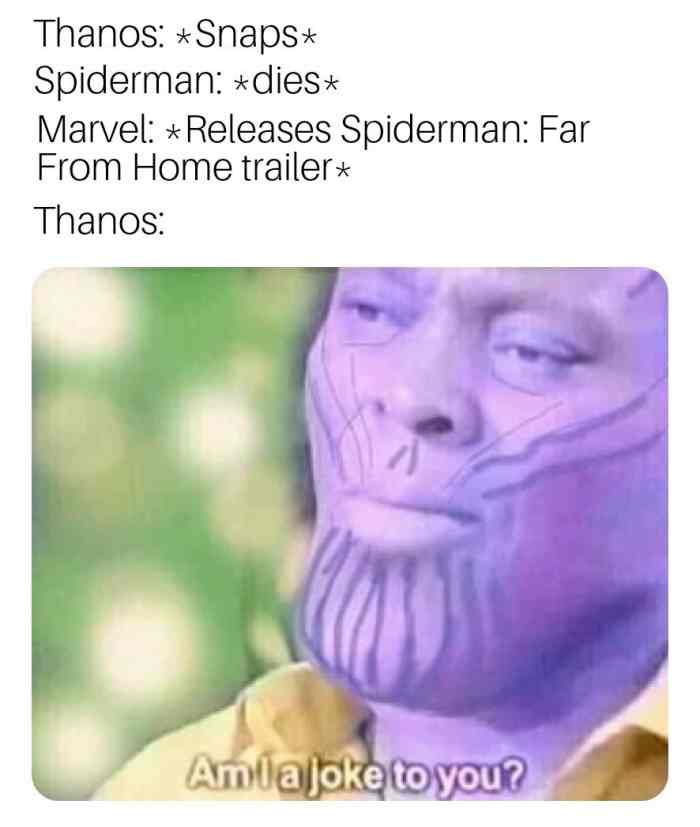 Thanos: *Snaps*
Spiderman: *dies*
Marvel: *Releases Spiderman: Far
From Home trailer*
Thanos:
Am I a joke to you?